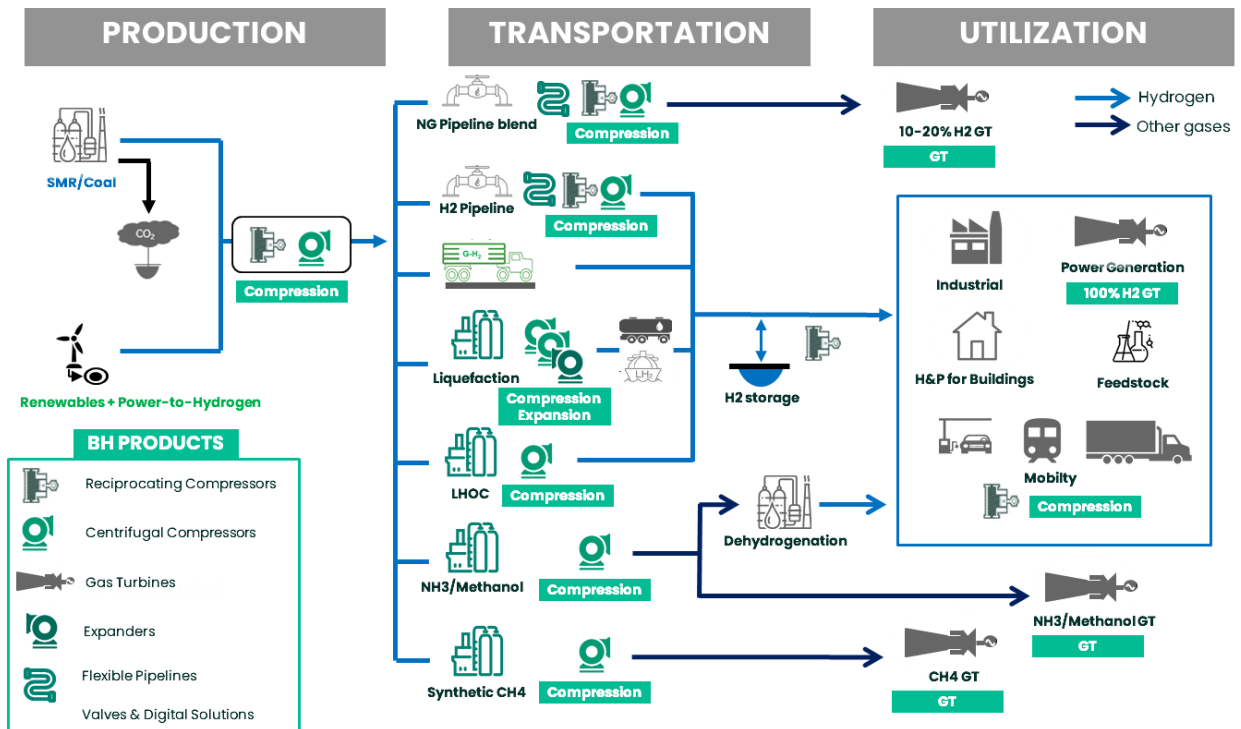 PRODUCTION
TRANSPORTATION
UTILIZATION
SMR/Coal
CO₂
Compression
Renewables + Power-to-Hydrogen
BH PRODUCTS
Reciprocating Compressors
Centrifugal Compressors
Gas Turbines
Expanders
Flexible Pipelines
Valves & Digital Solutions
NG Pipeline blend
Compression
H2 Pipeline
Compression
G-H₂
Liquefaction
Compression
Expansion
LH₂
H2 storage
LHOC
Compression
Dehydrogenation
NH3/Methanol
Compression
Synthetic CH4
Compression
10-20% H2 GT
GT
Hydrogen
Other gases
Industrial
Power Generation
100% H2 GT
H&P for Buildings
Feedstock
Mobilty
Compression
NH3/Methanol GT
GT
CH4 GT
GT